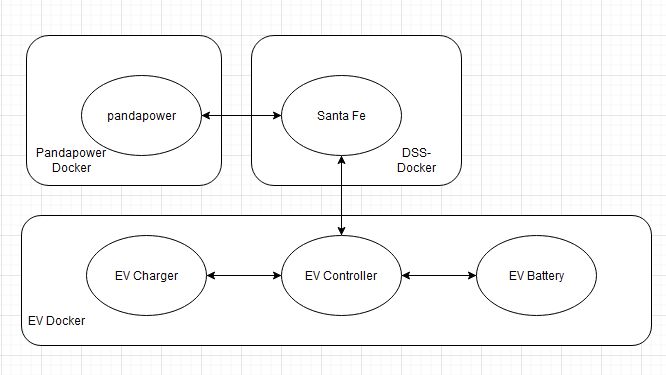 pandapower
Santa Fe
Pandapower
Docker
DSS-
Docker
EV Charger
EV Controller
EV Battery
EV Docker